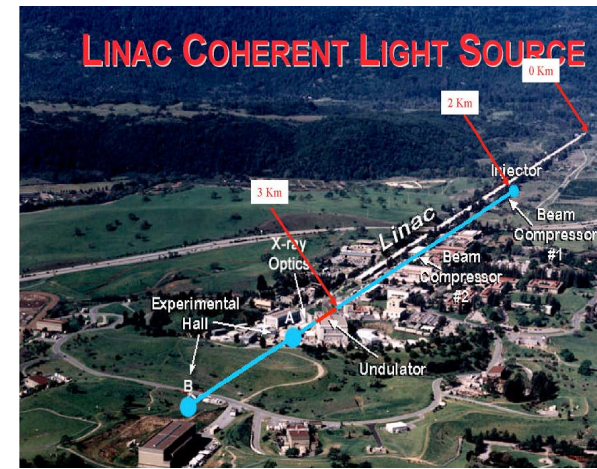 LINAC COHERENT LIGHT SOURCE
0 Km
2 Km
Injector
3 Km
Linac
Beam
Compressor
#1
X-ray
Optics
Beam
Compressor
#2
Experimental
Hall
A
Undulator
B